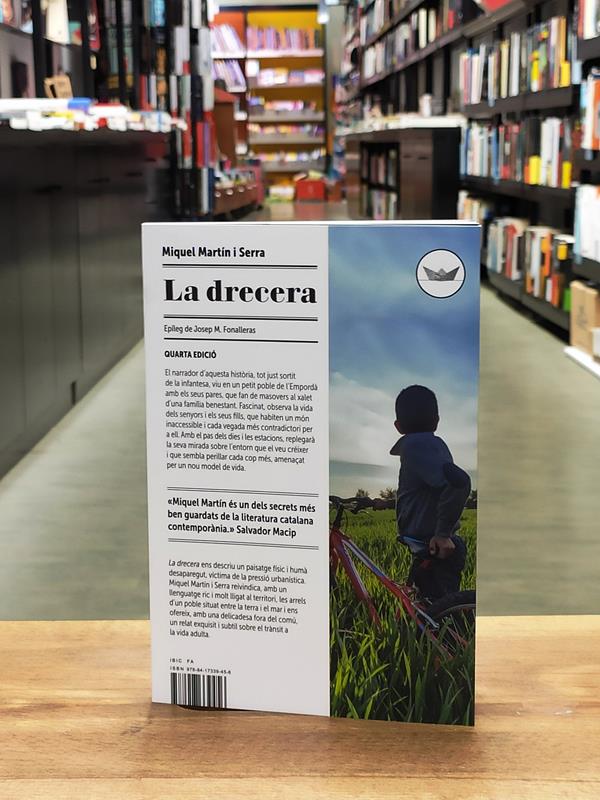 Miquel Martín i Serra
La drecera
Epíleg de Josep M. Fonalleras
QUARTA EDICIÓ
El narrador d'aquesta història, tot just sortit
de la infantesa, viu en un petit poble de l'Empordà
amb els seus pares, que fan de masovers al xalet
d'una família benestant. Fascinat, observa la vida
dels senyors i els seus fills, que habiten un món
inaccessible i cada vegada més contradictori per
a ell. Amb el pas dels dies i les estacions, replegarà
la seva mirada sobre l'entorn que el veu créixer
i que sembla perillar cada cop més, amenaçat
per un nou model de vida.
«Miquel Martín és un dels secrets més
ben guardats de la literatura catalana
contemporània.» Salvador Macip
La drecera ens descriu un paisatge físic i humà
desaparegut, víctima de la pressió urbanística.
Miquel Martín i Serra reivindica, amb un
llenguatge ric i molt lligat al territori, les arrels
d'un poble situat entre la terra i el mar i ens
ofereix, amb una delicadesa fora del comú,
un relat exquisit i subtil sobre el trànsit a
la vida adulta.
IBIC FA
ISBN 978-84-17339-45-6